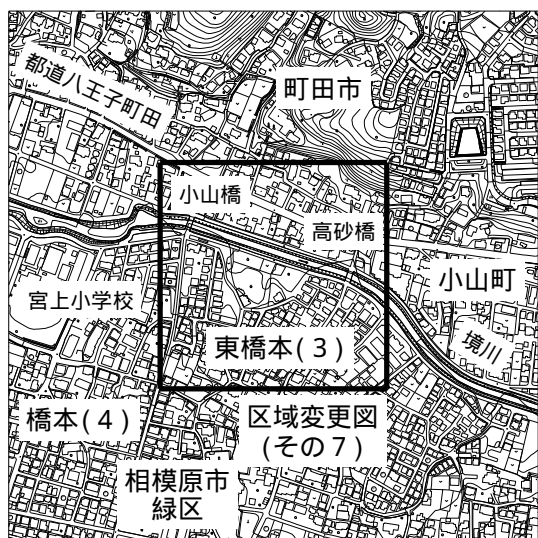 都道八王子町田
町田市
小山橋
高砂橋
小山町
宮上小学校
東橋本(３)
境川
橋本(４)
区域変更図
(その７)
相模原市
緑区